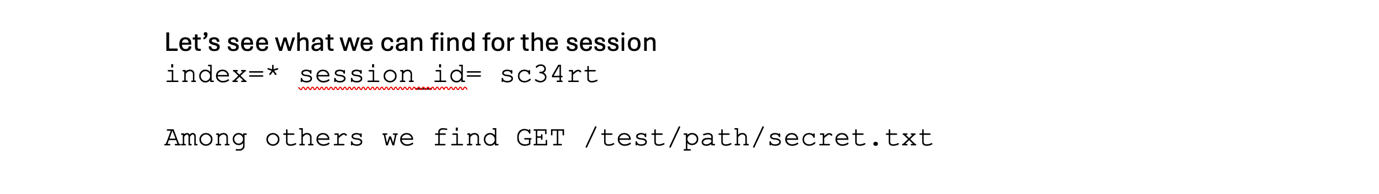 Let’s see what we can find for the session
index=* session_id= sc34rt
Among others we find GET /test/path/secret.txt